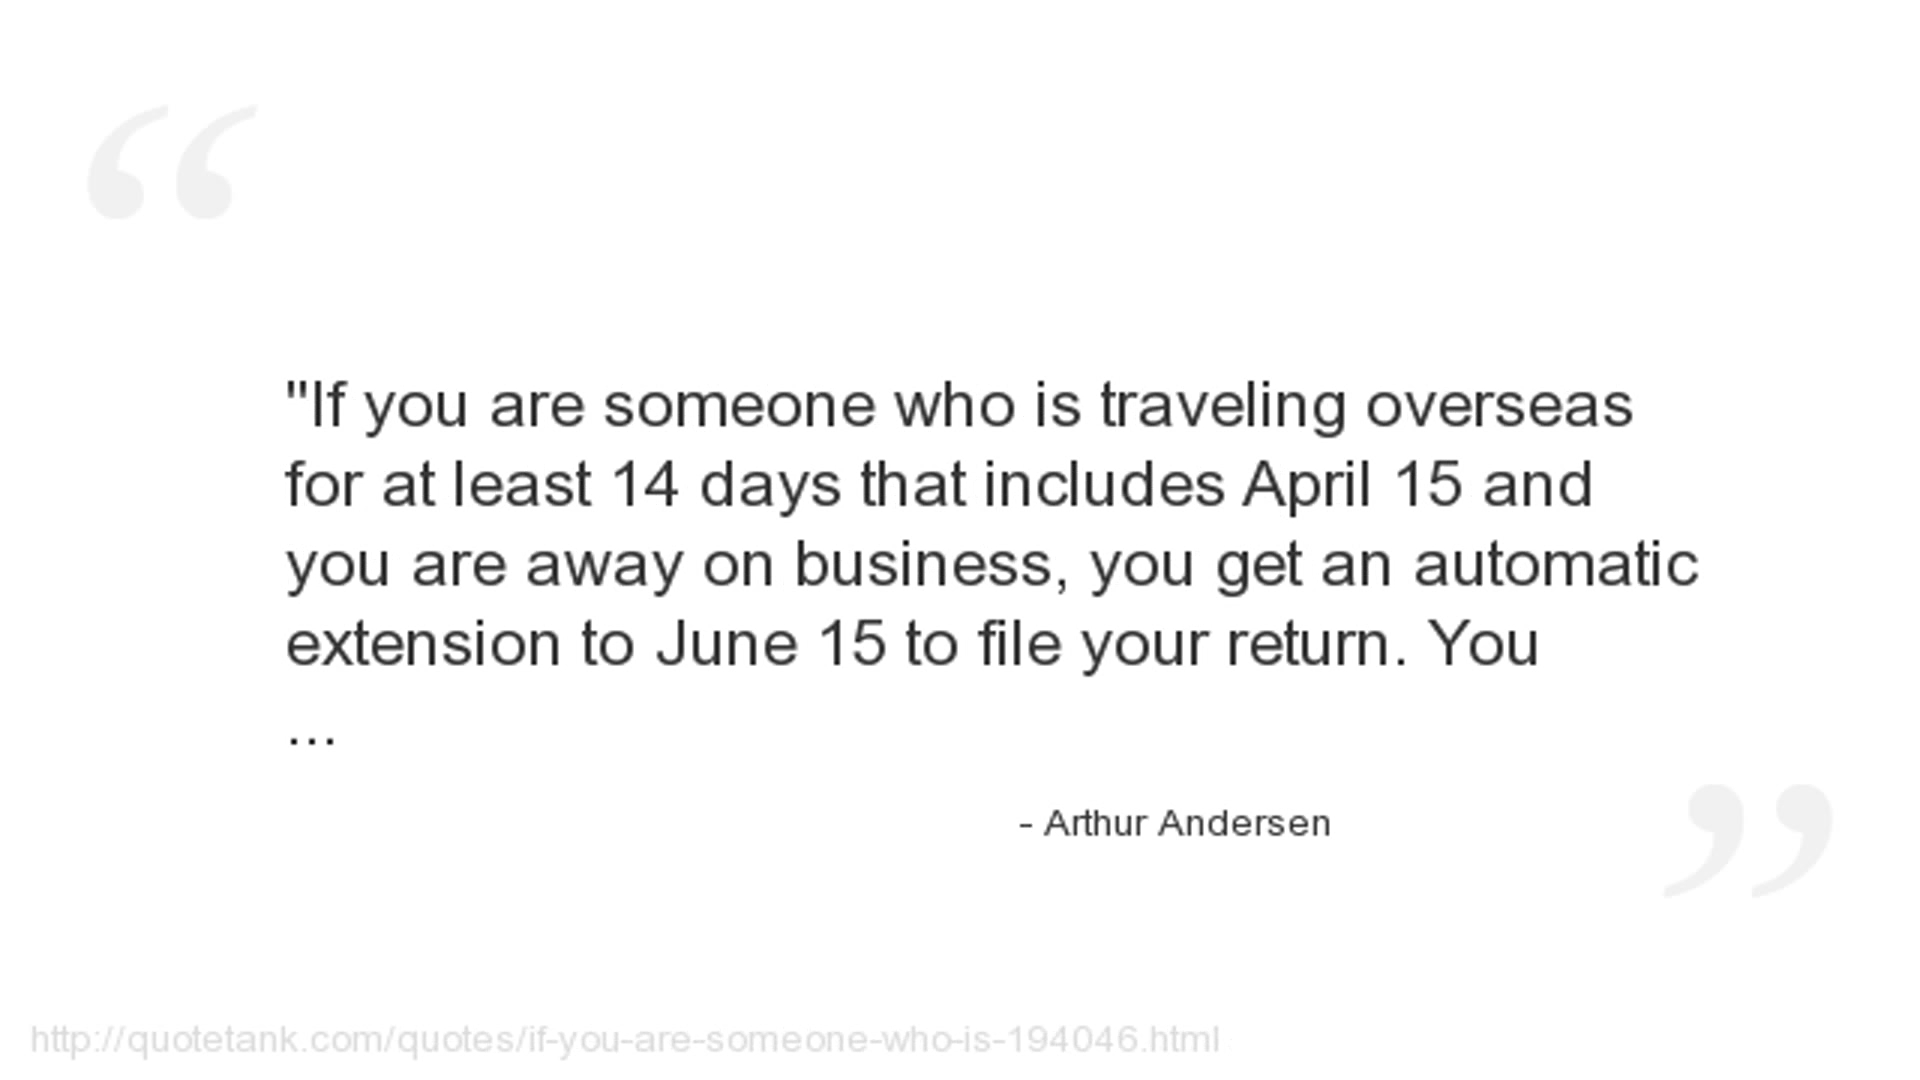 "If you are someone who is traveling overseas
for at least 14 days that includes April 15 and
you are away on business, you get an automatic
extension to June 15 to file your return. You
...
- Arthur Andersen
http://quotetank.com/quotes/if-you-are-someone-who-is-194046.html